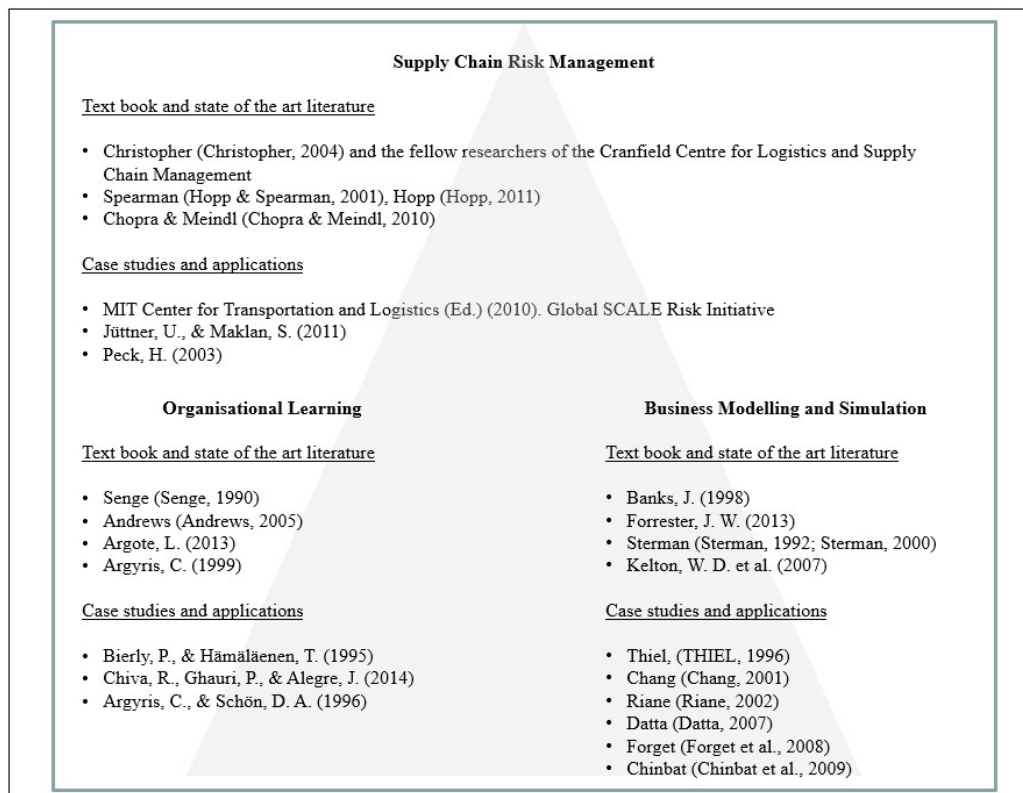 Supply Chain Risk Management
Text book and state of the art literature
• Christopher (Christopher, 2004) and the fellow researchers of the Cranfield Centre for Logistics and Supply
Chain Management
• Spearman (Hopp & Spearman, 2001), Hopp (Hopp, 2011)
• Chopra & Meindl (Chopra & Meindl, 2010)
Case studies and applications
• MIT Center for Transportation and Logistics (Ed.) (2010). Global SCALE Risk Initiative
• Jüttner, U., & Maklan, S. (2011)
• Peck, H. (2003)
Organisational Learning
Text book and state of the art literature
• Senge (Senge, 1990)
• Andrews (Andrews, 2005)
• Argote, L. (2013)
• Argyris, C. (1999)
Case studies and applications
• Bierly, P., & Hämäläenen, T. (1995)
• Chiva, R., Ghauri, P., & Alegre, J. (2014)
• Argyris, C., & Schön, D. A. (1996)
Business Modelling and Simulation
Text book and state of the art literature
• Banks, J. (1998)
• Forrester, J. W. (2013)
• Sterman (Sterman, 1992; Sterman, 2000)
• Kelton, W. D. et al. (2007)
Case studies and applications
• Thiel, (THIEL, 1996)
• Chang (Chang, 2001)
• Riane (Riane, 2002)
• Datta (Datta, 2007)
• Forget (Forget et al., 2008)
• Chinbat (Chinbat et al., 2009)